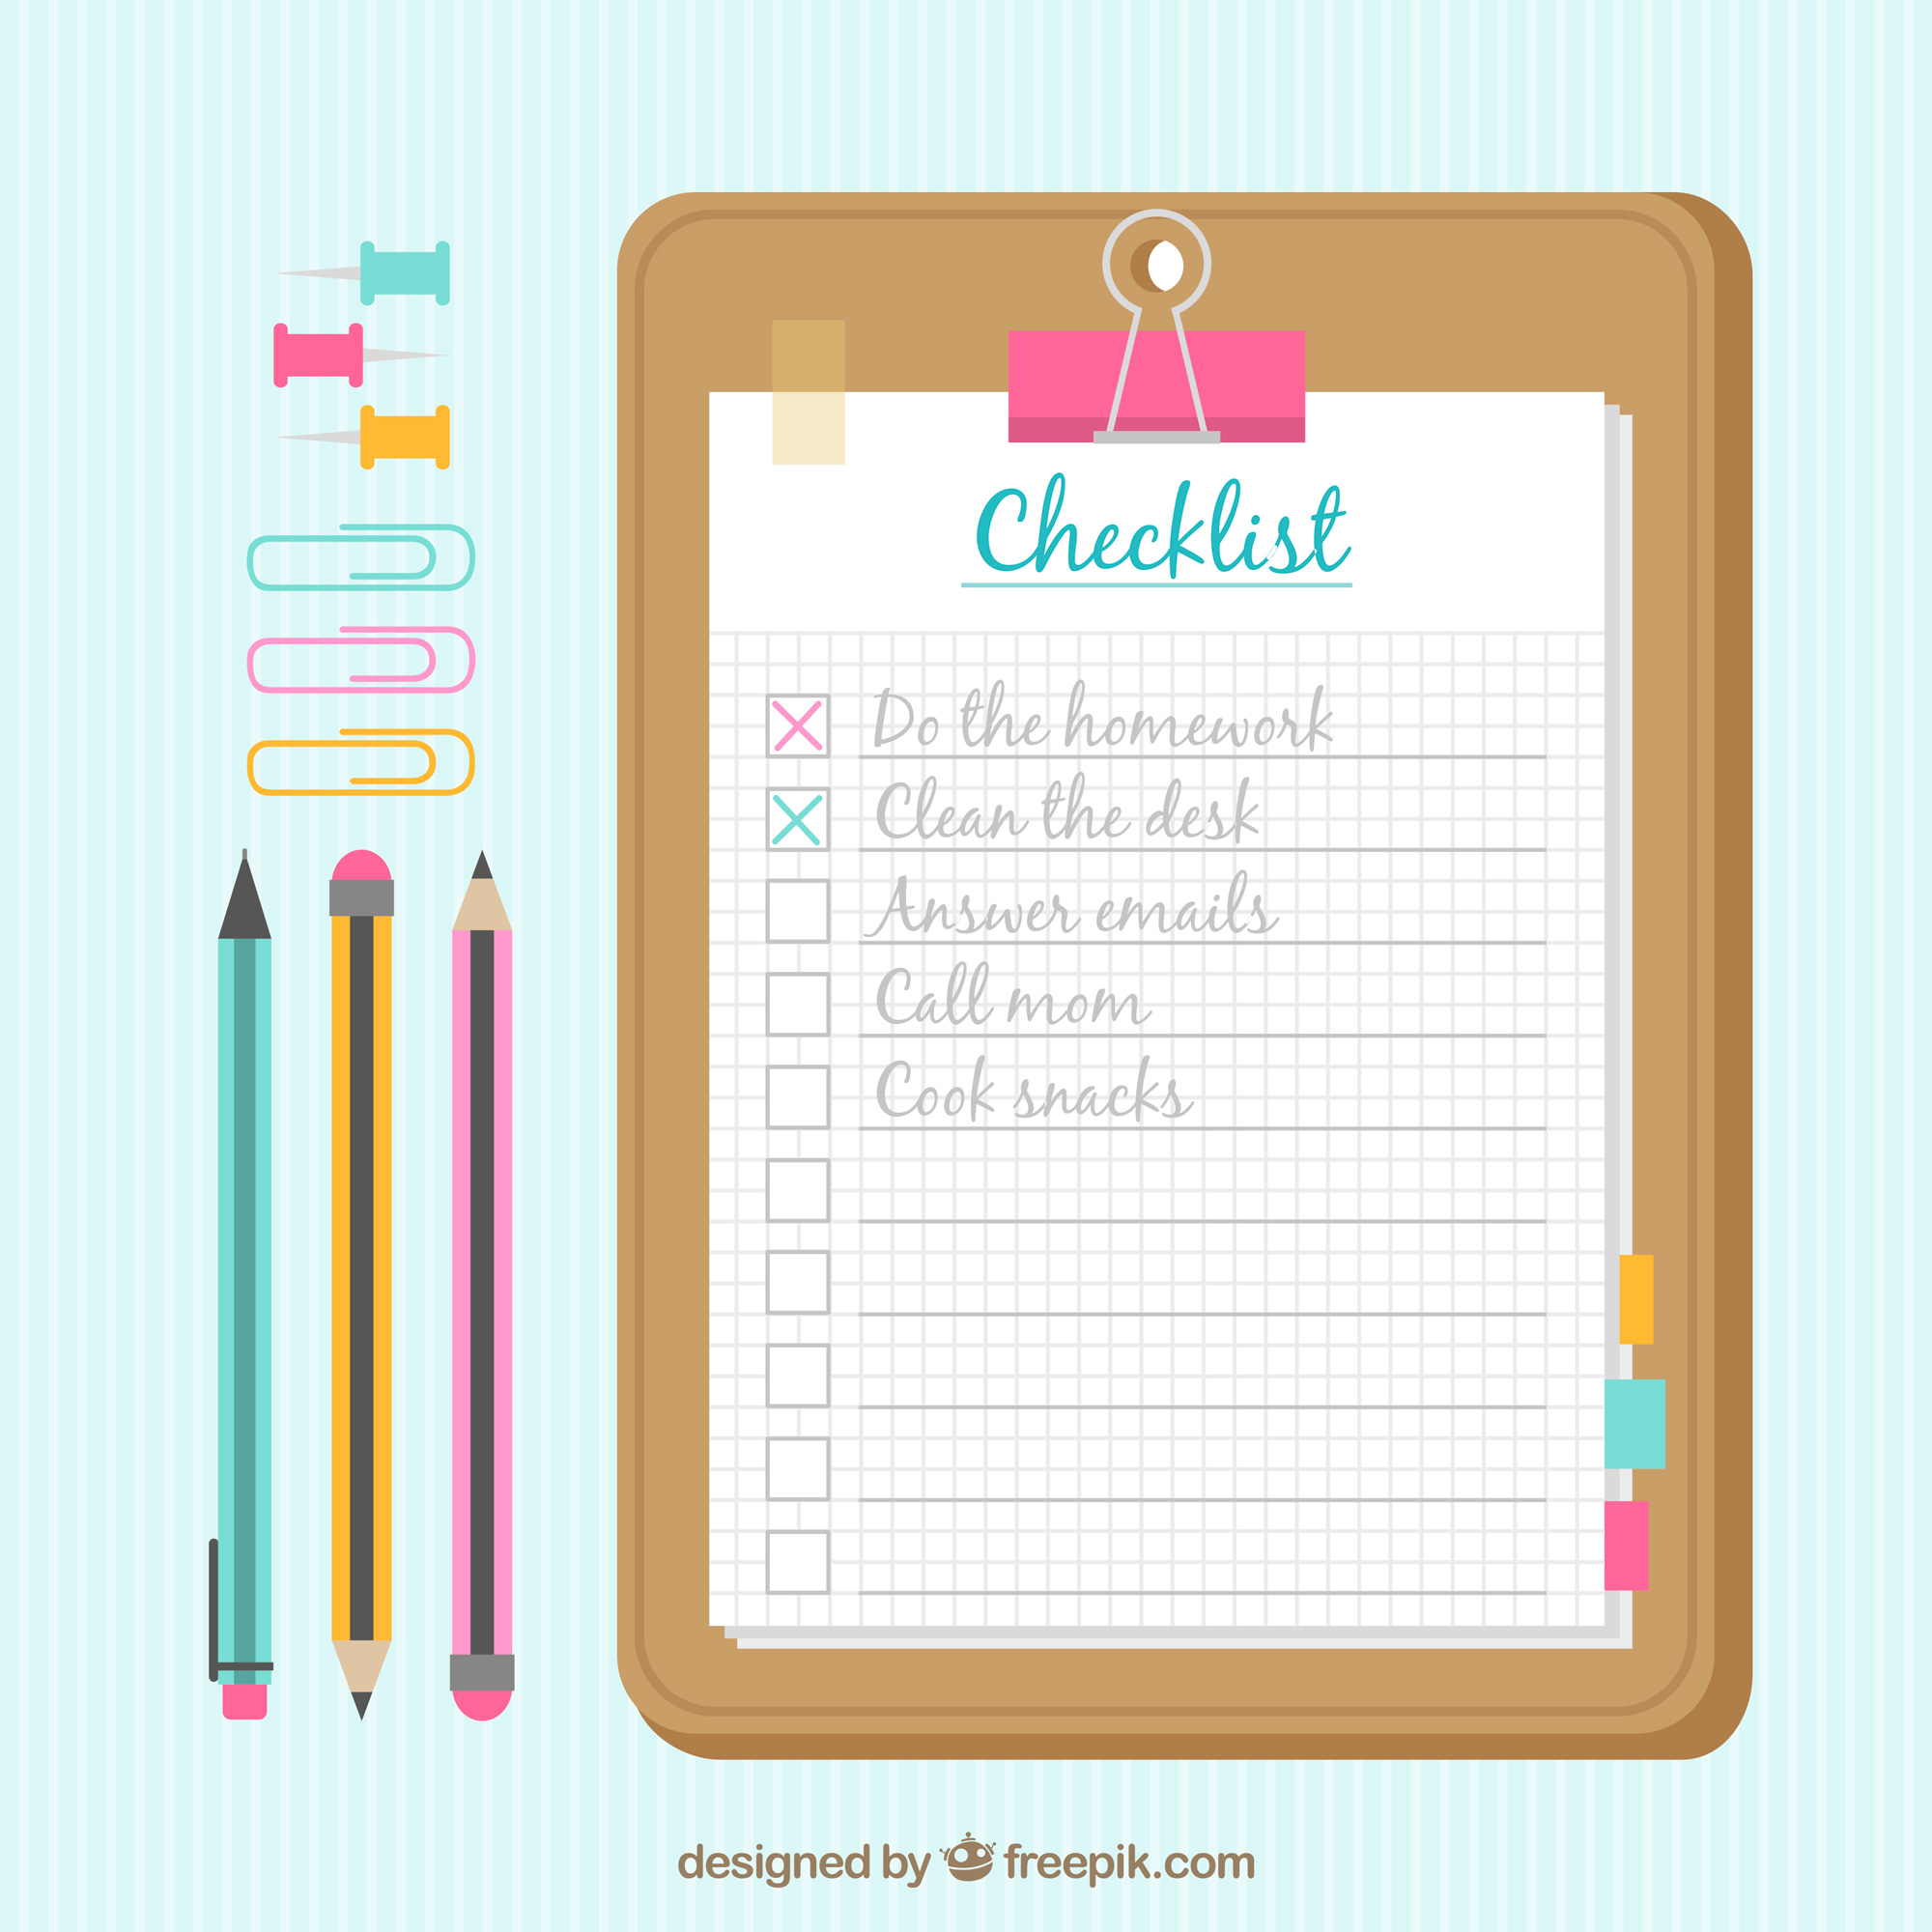 Checklist
Do the homework
Clean the desk
Answer emails
Call mom
Cook snacks
designed by freepik.com